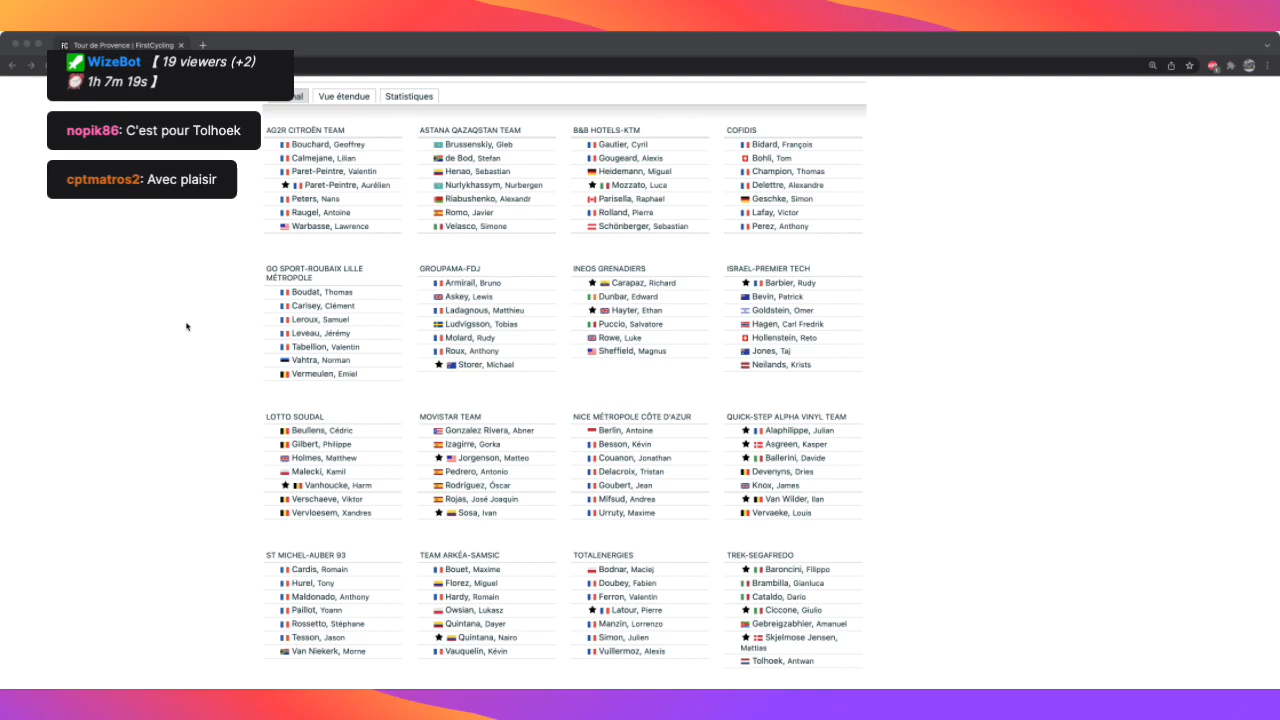 Tour de Provence | FirstCycling
WizeBot 【 19 viewers (+2)
1h 7m 19s 】
nopik86: C'est pour Tolhoek
cptmatros2: Avec plaisir
Vue étendue
Statistiques
AG2R CITROËN TEAM
Bouchard, Geoffrey
Calmejane, Lilian
Paret-Peintre, Valentin
Paret-Peintre, Aurélien
Peters, Nans
Raugel, Antoine
Warbasse, Lawrence
ASTANA QAZAQSTAN TEAM
Brussenskiy, Gleb
de Bod, Stefan
Henao, Sebastian
Nurlykhassym, Nurbergen
Riabushenko, Alexandr
Romo, Javier
Velasco, Simone
B&B HOTELS-KTM
Gautier, Cyril
Gougeard, Alexis
Heidemann, Miguel
Mozzato, Luca
Parisella, Raphael
Rolland, Pierre
Schönberger, Sebastian
COFIDIS
Bidard, François
Bohli, Tom
Champion, Thomas
Delettre, Alexandre
Geschke, Simon
Lafay, Victor
Perez, Anthony
GO SPORT-ROUBAIX LILLE
MÉTROPOLE
Boudat, Thomas
Carisey, Clément
Leroux, Samuel
Leveau, Jérémy
Tabellion, Valentin
Vahtra, Norman
Vermeulen, Emiel
GROUPAMA-FDJ
Armirail, Bruno
Askey, Lewis
Ladagnous, Matthieu
Ludvigsson, Tobias
Molard, Rudy
Roux, Anthony
Storer, Michael
INEOS GRENADIERS
Carapaz, Richard
Dunbar, Edward
Hayter, Ethan
Puccio, Salvatore
Rowe, Luke
Sheffield, Magnus
ISRAEL-PREMIER TECH
Barbier, Rudy
Bevin, Patrick
Goldstein, Omer
Hagen, Carl Fredrik
Hollenstein, Reto
Jones, Taj
Neilands, Krists
LOTTO SOUDAL
Beullens, Cédric
Gilbert, Philippe
Holmes, Matthew
Malecki, Kamil
Vanhoucke, Harm
Verschaeve, Viktor
Vervloesem, Xandres
MOVISTAR TEAM
Gonzalez Rivera, Abner
Izagirre, Gorka
Jorgenson, Matteo
Pedrero, Antonio
Rodríguez, Óscar
Rojas, José Joaquin
Sosa, Ivan
NICE MÉTROPOLE CÔTE D'AZUR
Berlin, Antoine
Besson, Kévin
Couanon, Jonathan
Delacroix, Tristan
Goubert, Jean
Mifsud, Andrea
Urruty, Maxime
QUICK-STEP ALPHA VINYL TEAM
Alaphilippe, Julian
Asgreen, Kasper
Ballerini, Davide
Devenyns, Dries
Knox, James
Van Wilder, Ilan
Vervaeke, Louis
ST MICHEL-AUBER 93
Cardis, Romain
Hurel, Tony
Maldonado, Anthony
Paillot, Yoann
Rossetto, Stéphane
Tesson, Jason
Van Niekerk, Morne
TEAM ARKÉA-SAMSIC
Bouet, Maxime
Florez, Miguel
Hardy, Romain
Owsian, Lukasz
Quintana, Dayer
Quintana, Nairo
Vauquelin, Kévin
TOTALENERGIES
Bodnar, Maciej
Doubey, Fabien
Ferron, Valentin
Latour, Pierre
Manzin, Lorrenzo
Simon, Julien
Vuillermoz, Alexis
TREK-SEGAFREDO
Baroncini, Filippo
Brambilla, Gianluca
Cataldo, Dario
Ciccone, Giulio
Gebreigzabhier, Amanuel
Skjelmose Jensen,
Mattias
Tolhoek, Antwan